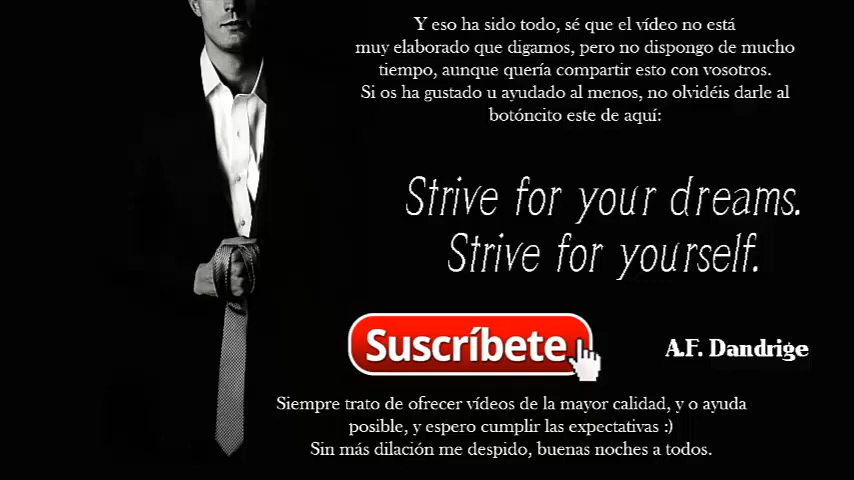 Y eso ha sido todo, sé que el vídeo no está
muy elaborado que digamos, pero no dispongo de mucho
tiempo, aunque quería compartir esto con vosotros.
Si os ha gustado u ayudado al menos, no olvidéis darle al
botóncito este de aquí:
Strive for your dreams.
Strive for yourself.
Suscríbete
A.F. Dandrige
Siempre trato de ofrecer vídeos de la mayor calidad, y o ayuda
posible, y espero cumplir las expectativas :)
Sin más dilación me despido, buenas noches a todos.